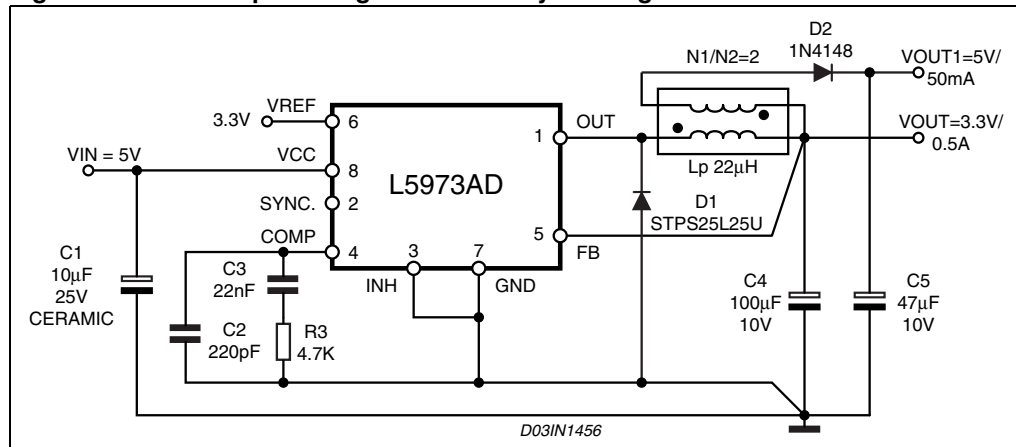 D2
1N4148
N1/N2=2
VOUT1=5V/
50mA
VREF
3.3V
6
1
OUT
VOUT=3.3V/
0.5A
VIN = 5V
VCC
8
Lp 22μH
L5973AD
SYNC.
2
D1
STPS25L25U
COMP
4
3
7
5
FB
INH
GND
C1
10μF
25V
CERAMIC
C3
22nF
C2
220pF
R3
4.7K
C4
100μF
10V
C5
47μF
10V
D03IN1456